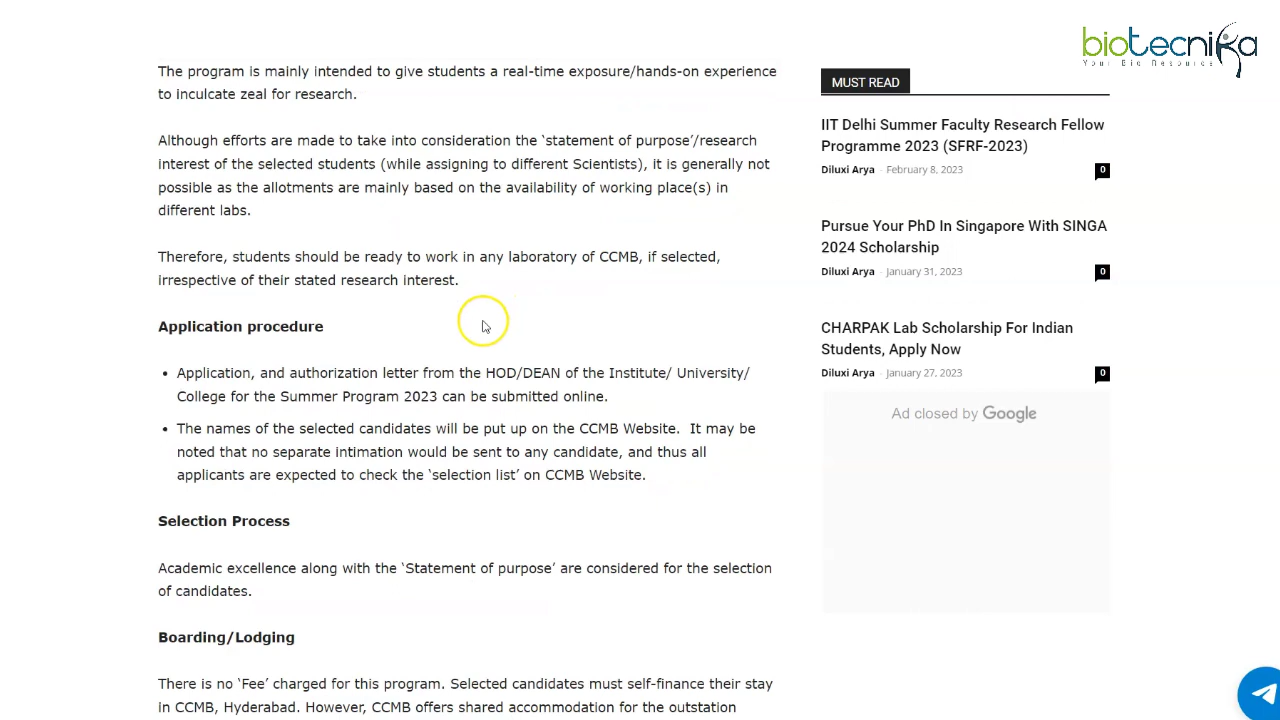 biotecnika
Your Bio Resource
The program is mainly intended to give students a real-time exposure/hands-on experience
to inculcate zeal for research.
Although efforts are made to take into consideration the ‘statement of purpose’/research
interest of the selected students (while assigning to different Scientists), it is generally not
possible as the allotments are mainly based on the availability of working place(s) in
different labs.
Therefore, students should be ready to work in any laboratory of CCMB, if selected,
irrespective of their stated research interest.
Application procedure
• Application, and authorization letter from the HOD/DEAN of the Institute/ University/
College for the Summer Program 2023 can be submitted online.
• The names of the selected candidates will be put up on the CCMB Website.  It may be
noted that no separate intimation would be sent to any candidate, and thus all
applicants are expected to check the ‘selection list’ on CCMB Website.
Selection Process
Academic excellence along with the ‘Statement of purpose’ are considered for the selection
of candidates.
Boarding/Lodging
There is no ‘Fee’ charged for this program. Selected candidates must self-finance their stay
in CCMB, Hyderabad. However, CCMB offers shared accommodation for the outstation
MUST READ
IIT Delhi Summer Faculty Research Fellow
Programme 2023 (SFRF-2023)
Diluxi Arya - February 8, 2023 0
Pursue Your PhD In Singapore With SINGA
2024 Scholarship
Diluxi Arya - January 31, 2023 0
CHARPAK Lab Scholarship For Indian
Students, Apply Now
Diluxi Arya - January 27, 2023 0
Ad closed by Google